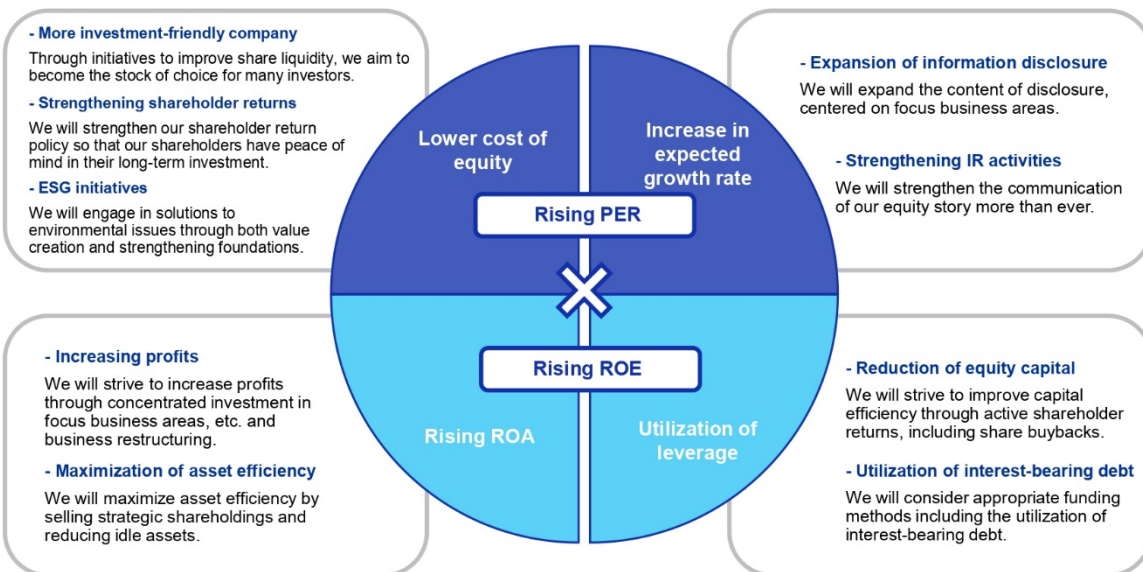 - More investment-friendly company
Through initiatives to improve share liquidity, we aim to
become the stock of choice for many investors.
- Strengthening shareholder returns
We will strengthen our shareholder return
policy so that our shareholders have peace of
mind in their long-term investment.
- ESG initiatives
We will engage in solutions to
environmental issues through both value
creation and strengthening foundations.
Lower cost of
equity
Increase in
expected
growth rate
Rising PER
- Expansion of information disclosure
We will expand the content of disclosure,
centered on focus business areas.
- Strengthening IR activities
We will strengthen the communication
of our equity story more than ever.
- Increasing profits
We will strive to increase profits
through concentrated investment in
focus business areas, etc. and
business restructuring.
- Maximization of asset efficiency
We will maximize asset efficiency by
selling strategic shareholdings and
reducing idle assets.
Rising ROE
Rising ROA
Utilization of
leverage
- Reduction of equity capital
We will strive to improve capital
efficiency through active shareholder
returns, including share buybacks.
- Utilization of interest-bearing debt
We will consider appropriate funding
methods including the utilization of
interest-bearing debt.